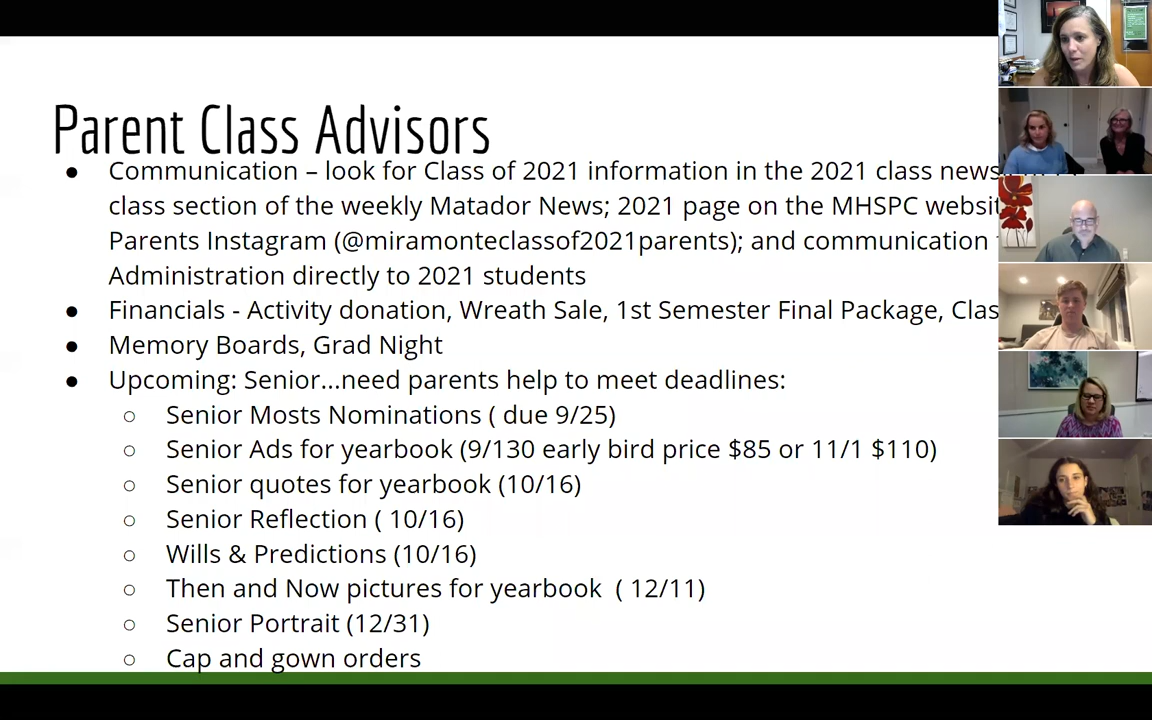 Parent Class Advisors
● Communication – look for Class of 2021 information in the 2021 class news
class section of the weekly Matador News; 2021 page on the MHSPC websit
Parents Instagram (@miramonteclassof2021parents); and communication
Administration directly to 2021 students
● Financials - Activity donation, Wreath Sale, 1st Semester Final Package, Clas
● Memory Boards, Grad Night
● Upcoming: Senior...need parents help to meet deadlines:
○ Senior Mosts Nominations ( due 9/25)
○ Senior Ads for yearbook (9/130 early bird price $85 or 11/1 $110)
○ Senior quotes for yearbook (10/16)
○ Senior Reflection ( 10/16)
○ Wills & Predictions (10/16)
○ Then and Now pictures for yearbook ( 12/11)
○ Senior Portrait (12/31)
○ Cap and gown orders